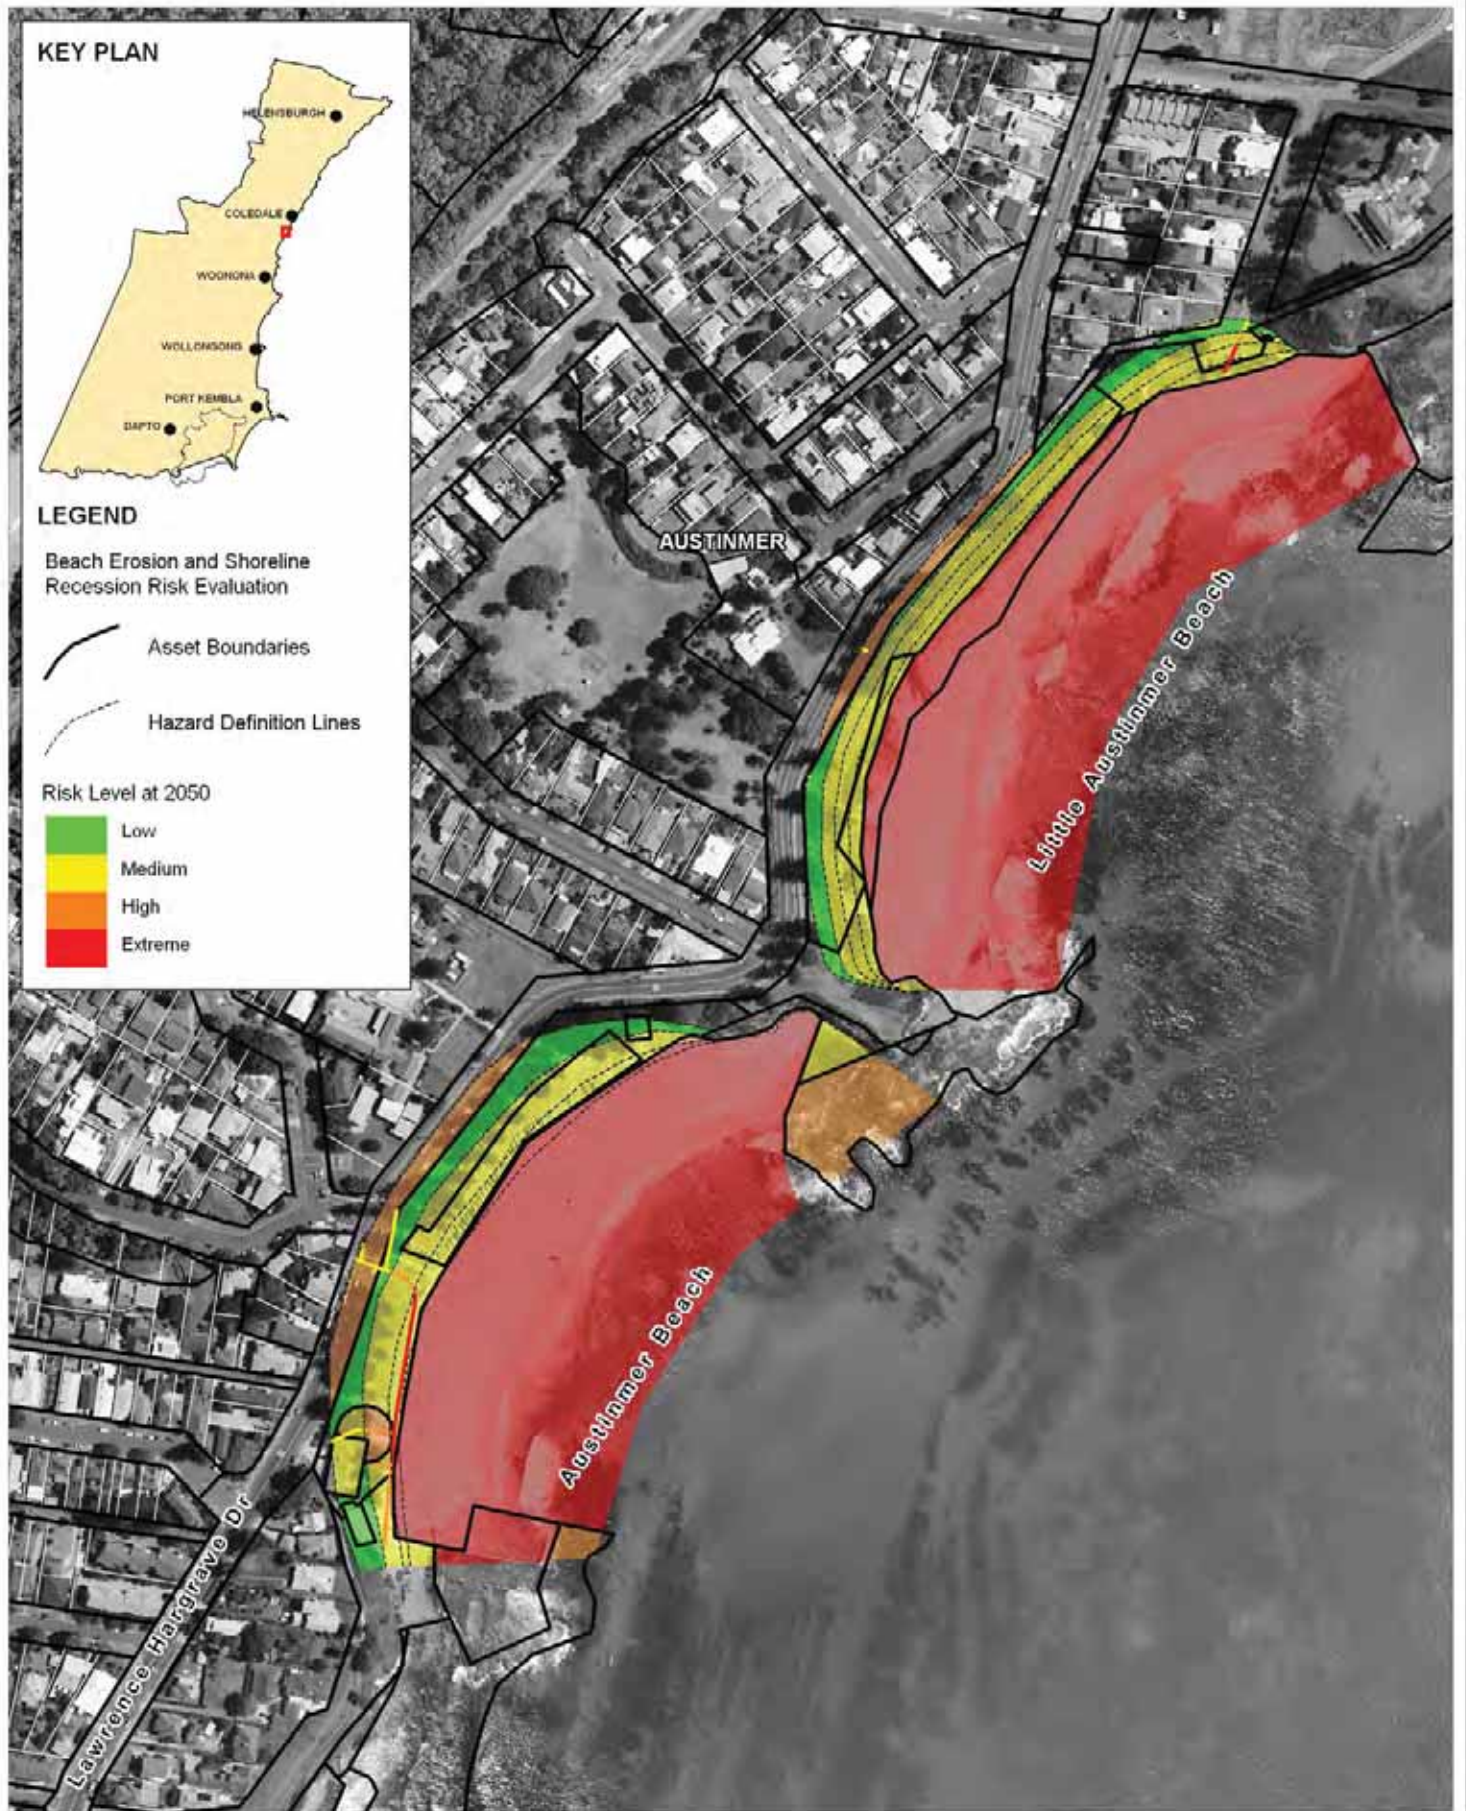 KEY PLAN
HELENSBURGH
COLEDALE
WOONONA
WOLLONGONG
PORT KEMBLA
DAPTO
LEGEND
Beach Erosion and Shoreline
Recession Risk Evaluation
Asset Boundaries
Hazard Definition Lines
Risk Level at 2050
Low
Medium
High
Extreme
AUSTINMER
Little Austinmer Beach
Austinmer Beach
Lawrence Hargrave Dr